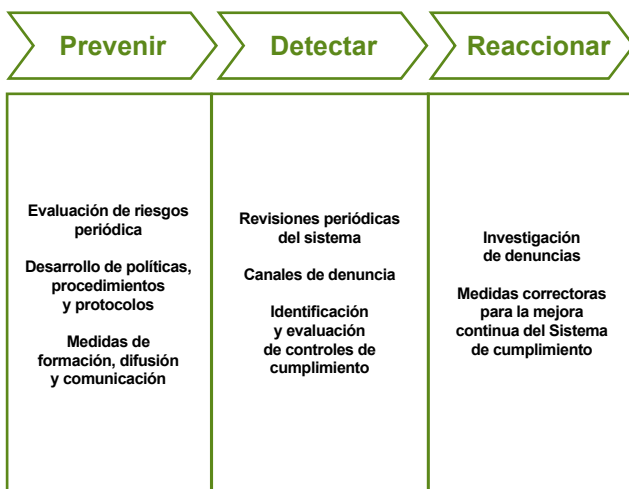 Prevenir
Detectar
Reaccionar
Evaluación de riesgos
periódica
Desarrollo de políticas,
procedimientos
y protocolos
Medidas de
formación, difusión
y comunicación
Revisiones periódicas
del sistema
Canales de denuncia
Identificación
y evaluación
de controles de
cumplimiento
Investigación
de denuncias
Medidas correctoras
para la mejora
continua del Sistema
de cumplimiento